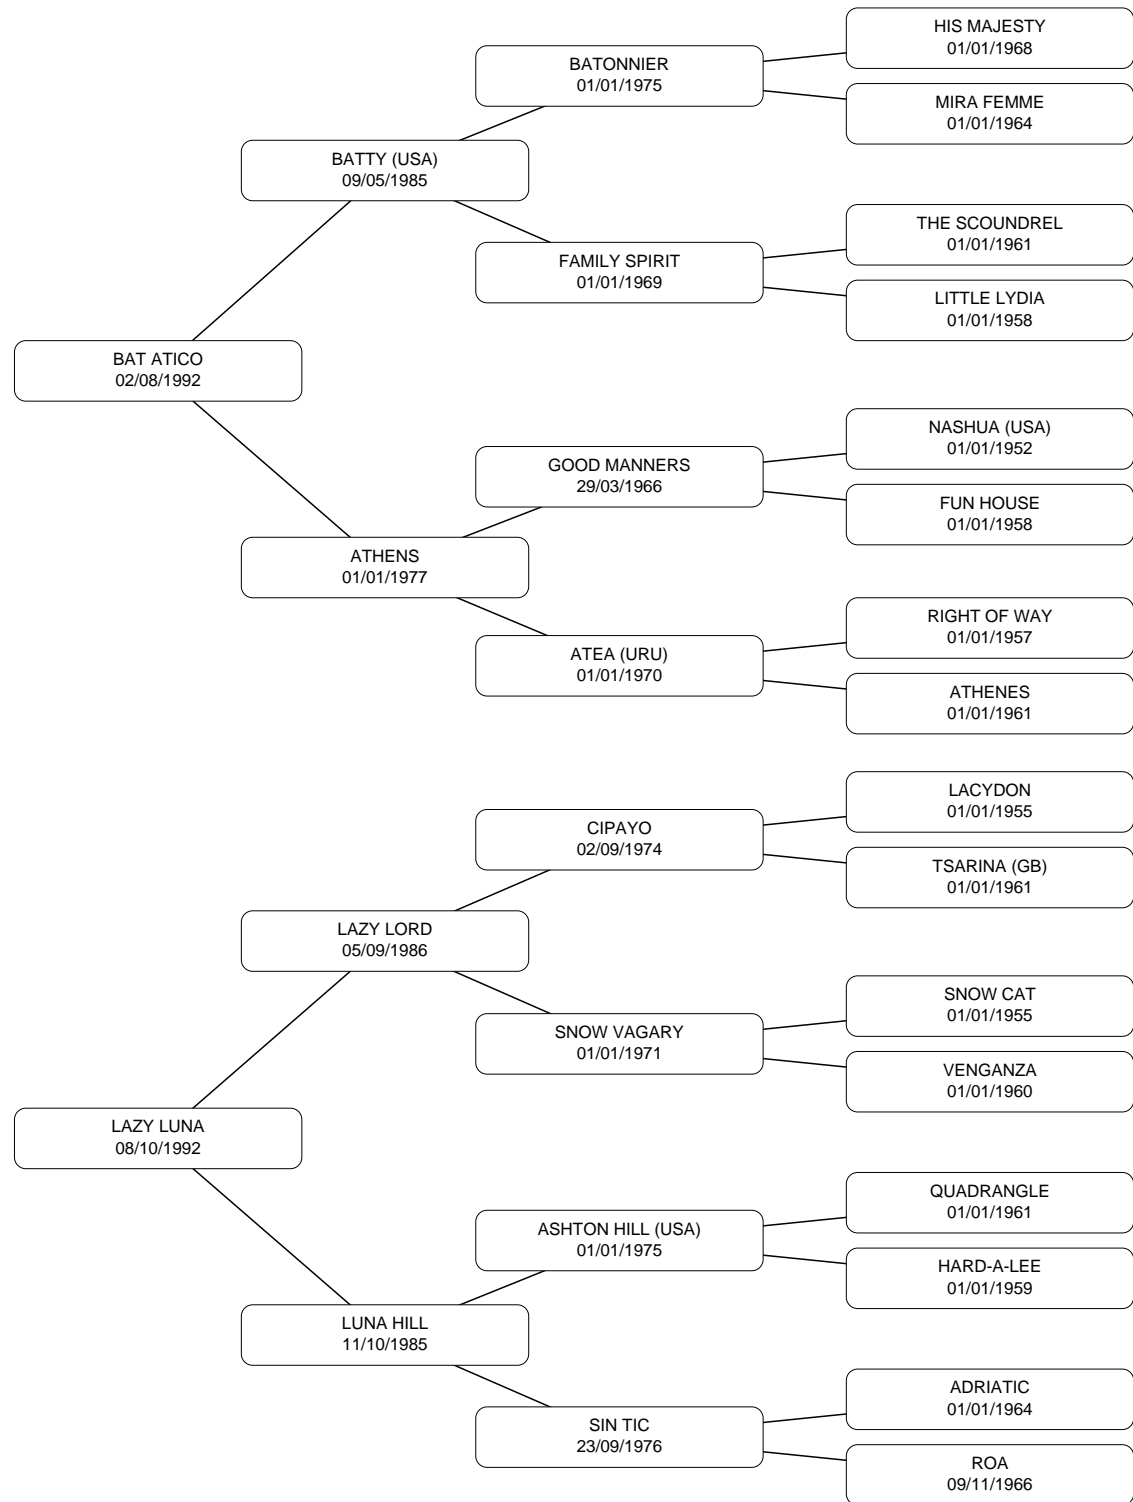 HIS MAJESTY
01/01/1968
BATONNIER
01/01/1975
MIRA FEMME
01/01/1964
BATTY (USA)
09/05/1985
THE SCOUNDREL
01/01/1961
FAMILY SPIRIT
01/01/1969
LITTLE LYDIA
01/01/1958
BAT ATICO
02/08/1992
NASHUA (USA)
01/01/1952
GOOD MANNERS
29/03/1966
FUN HOUSE
01/01/1958
ATHENS
01/01/1977
RIGHT OF WAY
01/01/1957
ATEA (URU)
01/01/1970
ATHENES
01/01/1961
LACYDON
01/01/1955
CIPAYO
02/09/1974
TSARINA (GB)
01/01/1961
LAZY LORD
05/09/1986
SNOW CAT
01/01/1955
SNOW VAGARY
01/01/1971
VENGANZA
01/01/1960
LAZY LUNA
08/10/1992
QUADRANGLE
01/01/1961
ASHTON HILL (USA)
01/01/1975
HARD-A-LEE
01/01/1959
LUNA HILL
11/10/1985
ADRIATIC
01/01/1964
SIN TIC
23/09/1976
ROA
09/11/1966